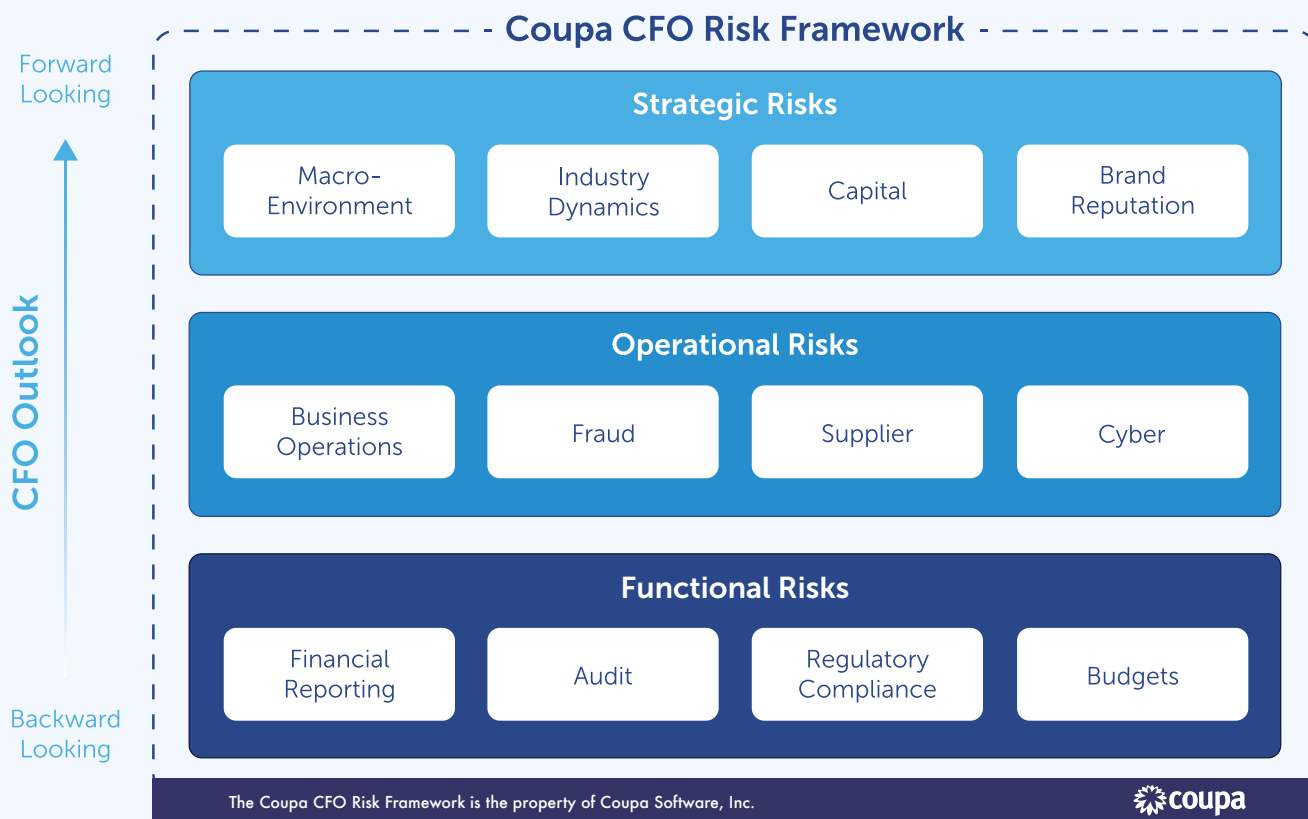 Coupa CFO Risk Framework
Forward
Looking
CFO Outlook
Backward
Looking
Strategic Risks
Macro-
Environment
Industry
Dynamics
Capital
Brand
Reputation
Operational Risks
Business
Operations
Fraud
Supplier
Cyber
Functional Risks
Financial
Reporting
Audit
Regulatory
Compliance
Budgets
The Coupa CFO Risk Framework is the property of Coupa Software, Inc.
coupa